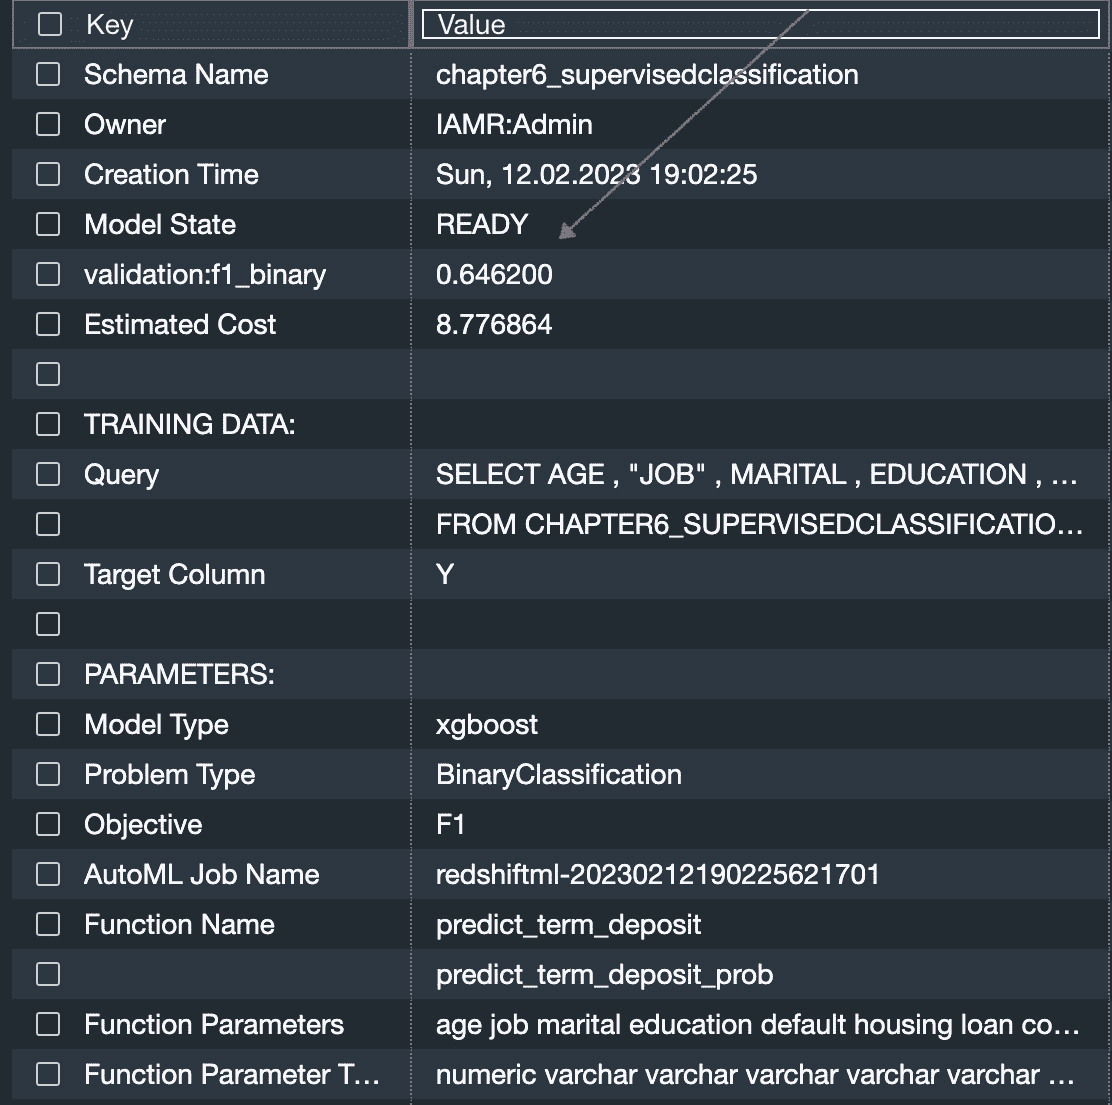 Key Value
Schema Name chapter6_supervisedclassification
Owner IAMR:Admin
Creation Time Sun, 12.02.2023 19:02:25
Model State READY
validation:f1_binary 0.646200
Estimated Cost 8.776864
TRAINING DATA:
Query SELECT AGE , "JOB" , MARITAL , EDUCATION , ...
FROM CHAPTER6_SUPERVISEDCLASSIFICATIO...
Target Column Y
PARAMETERS:
Model Type xgboost
Problem Type BinaryClassification
Objective F1
AutoML Job Name redshiftml-20230212190225621701
Function Name predict_term_deposit
predict_term_deposit_prob
Function Parameters age job marital education default housing loan co...
Function Parameter T... numeric varchar varchar varchar varchar varchar ...